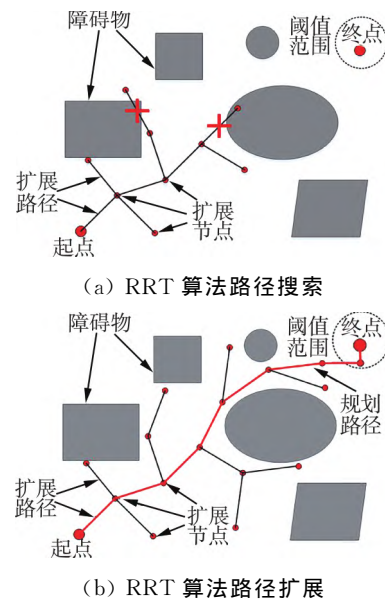 障碍物
阈值
范围
终点
扩展
路径
扩展
节点
起点
(a) RRT 算法路径搜索
障碍物
阈值
范围
终点
规划
路径
扩展
路径
扩展
节点
起点
(b) RRT 算法路径扩展